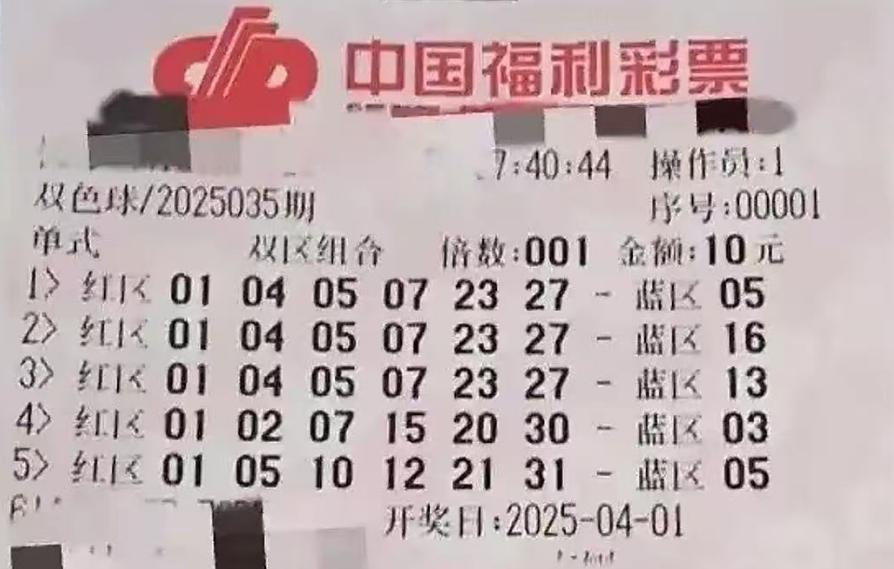 中国福利彩票
7:40:44 操作员:1
双色球/2025035期 序号:00001
单式 双区组合 倍数:001 金额:10元
1> 红区 01 04 05 07 23 27 - 蓝区 05
2> 红区 01 04 05 07 23 27 - 蓝区 16
3> 红区 01 04 05 07 23 27 - 蓝区 13
4> 红区 01 02 07 15 20 30 - 蓝区 03
5> 红区 01 05 10 12 21 31 - 蓝区 05
开奖日:2025-04-01